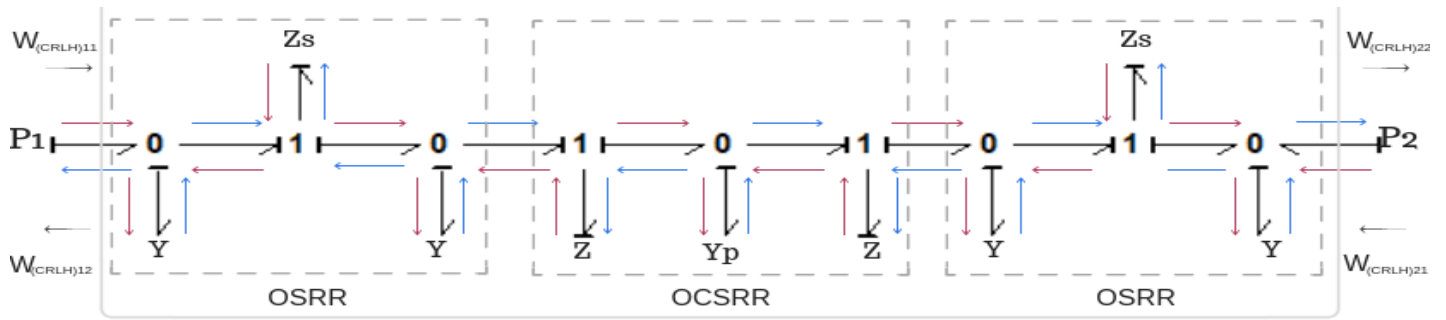 Zs Zs
W(CRLH)11 W(CRLH)22
P1 0 1 0 1 0 1 0 1 0 P2
Y Y Z Yp Z Y Y
W(CRLH)12 W(CRLH)21
OSRR OCSRR OSRR